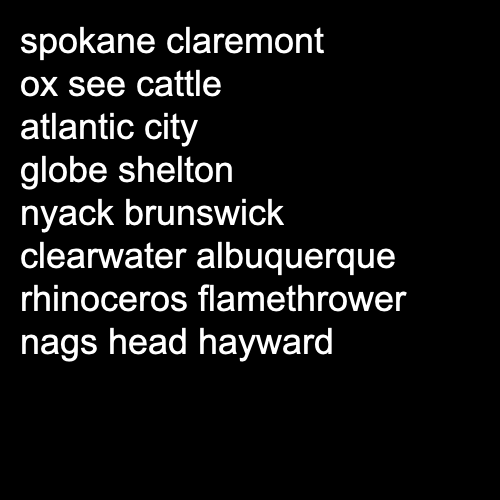 spokane claremont
ox see cattle
atlantic city
globe shelton
nyack brunswick
clearwater albuquerque
rhinoceros flamethrower
nags head hayward